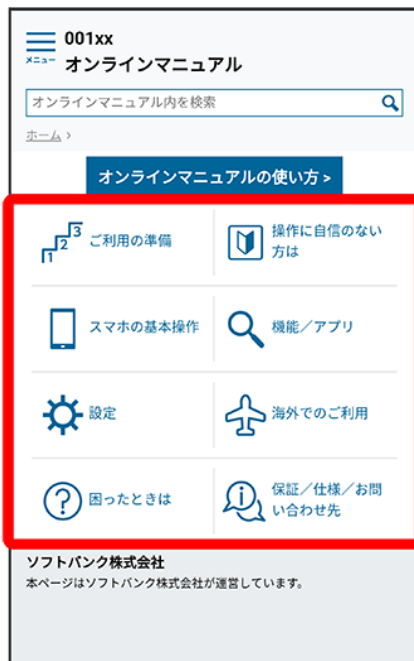 001xx
メニュー オンラインマニュアル
オンラインマニュアル内を検索
ホーム >
オンラインマニュアルの使い方 >
1 2 3 ご利用の準備
操作に自信のない
方は
スマホの基本操作
機能／アプリ
設定
海外でのご利用
? 困ったときは
i 保証／仕様／お問
い合わせ先
ソフトバンク株式会社
本ページはソフトバンク株式会社が運営しています。